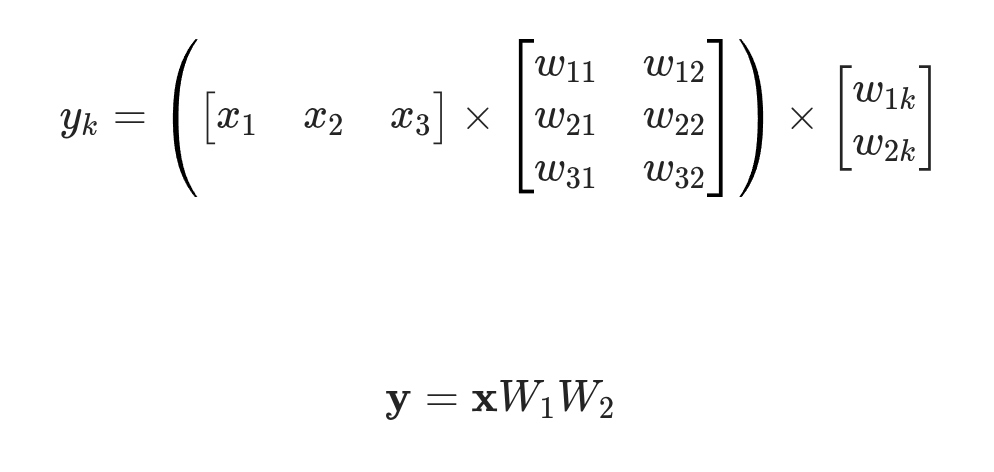 y_k = ( [ x_1 x_2 x_3 ] × [ w_11 w_12 ; w_21 w_22 ; w_31 w_32 ] ) × [ w_1k ; w_2k ]
y = xW_1W_2